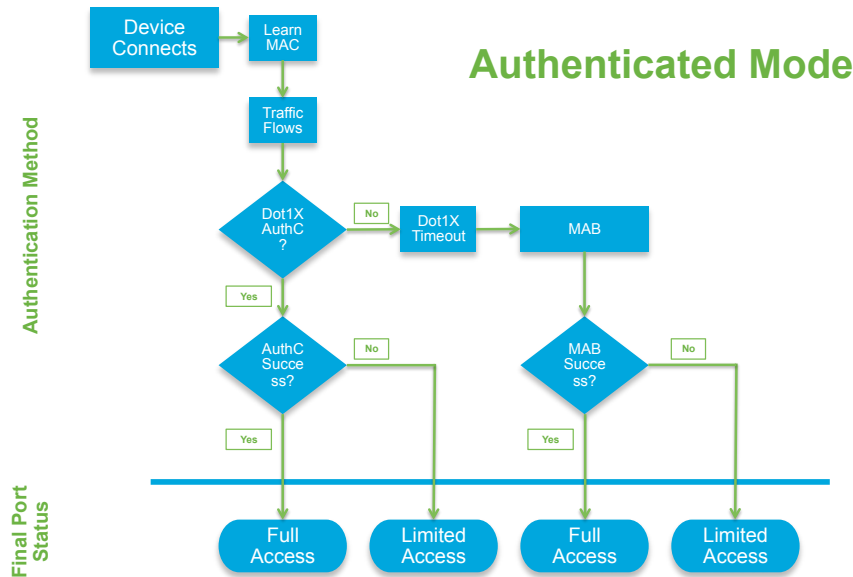 Device
Connects
Learn
MAC
Authenticated Mode
Traffic
Flows
Authentication Method
Dot1X
AuthC
?
No
Dot1X
Timeout
MAB
Yes
AuthC
Succe
ss?
No
MAB
Succe
ss?
No
Yes
Yes
Final Port
Status
Full
Access
Limited
Access
Full
Access
Limited
Access